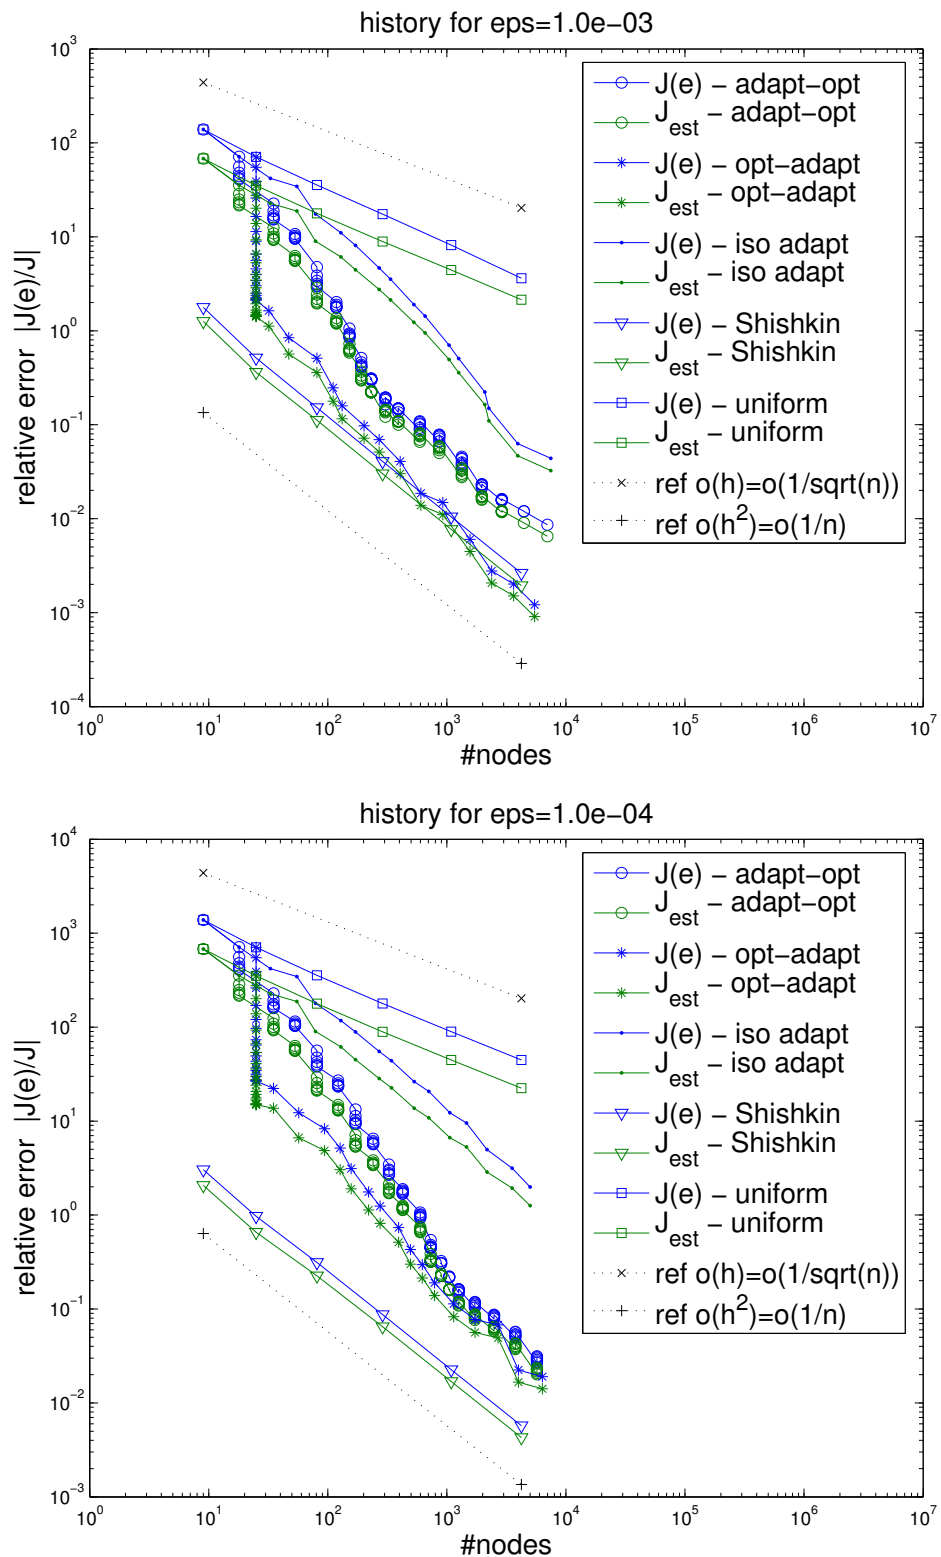 history for eps=1.0e−03
10^3
10^2
10^1
10^0
10^−1
10^−2
10^−3
10^−4
relative error |J(e)/J|
J(e) − adapt−opt
J_est − adapt−opt
J(e) − opt−adapt
J_est − opt−adapt
J(e) − iso adapt
J_est − iso adapt
J(e) − Shishkin
J_est − Shishkin
J(e) − uniform
J_est − uniform
ref o(h)=o(1/sqrt(n))
ref o(h^2)=o(1/n)
10^0 10^1 10^2 10^3 10^4 10^5 10^6 10^7
#nodes
history for eps=1.0e−04
10^4
10^3
10^2
10^1
10^0
10^−1
10^−2
10^−3
relative error |J(e)/J|
J(e) − adapt−opt
J_est − adapt−opt
J(e) − opt−adapt
J_est − opt−adapt
J(e) − iso adapt
J_est − iso adapt
J(e) − Shishkin
J_est − Shishkin
J(e) − uniform
J_est − uniform
ref o(h)=o(1/sqrt(n))
ref o(h^2)=o(1/n)
10^0 10^1 10^2 10^3 10^4 10^5 10^6 10^7
#nodes